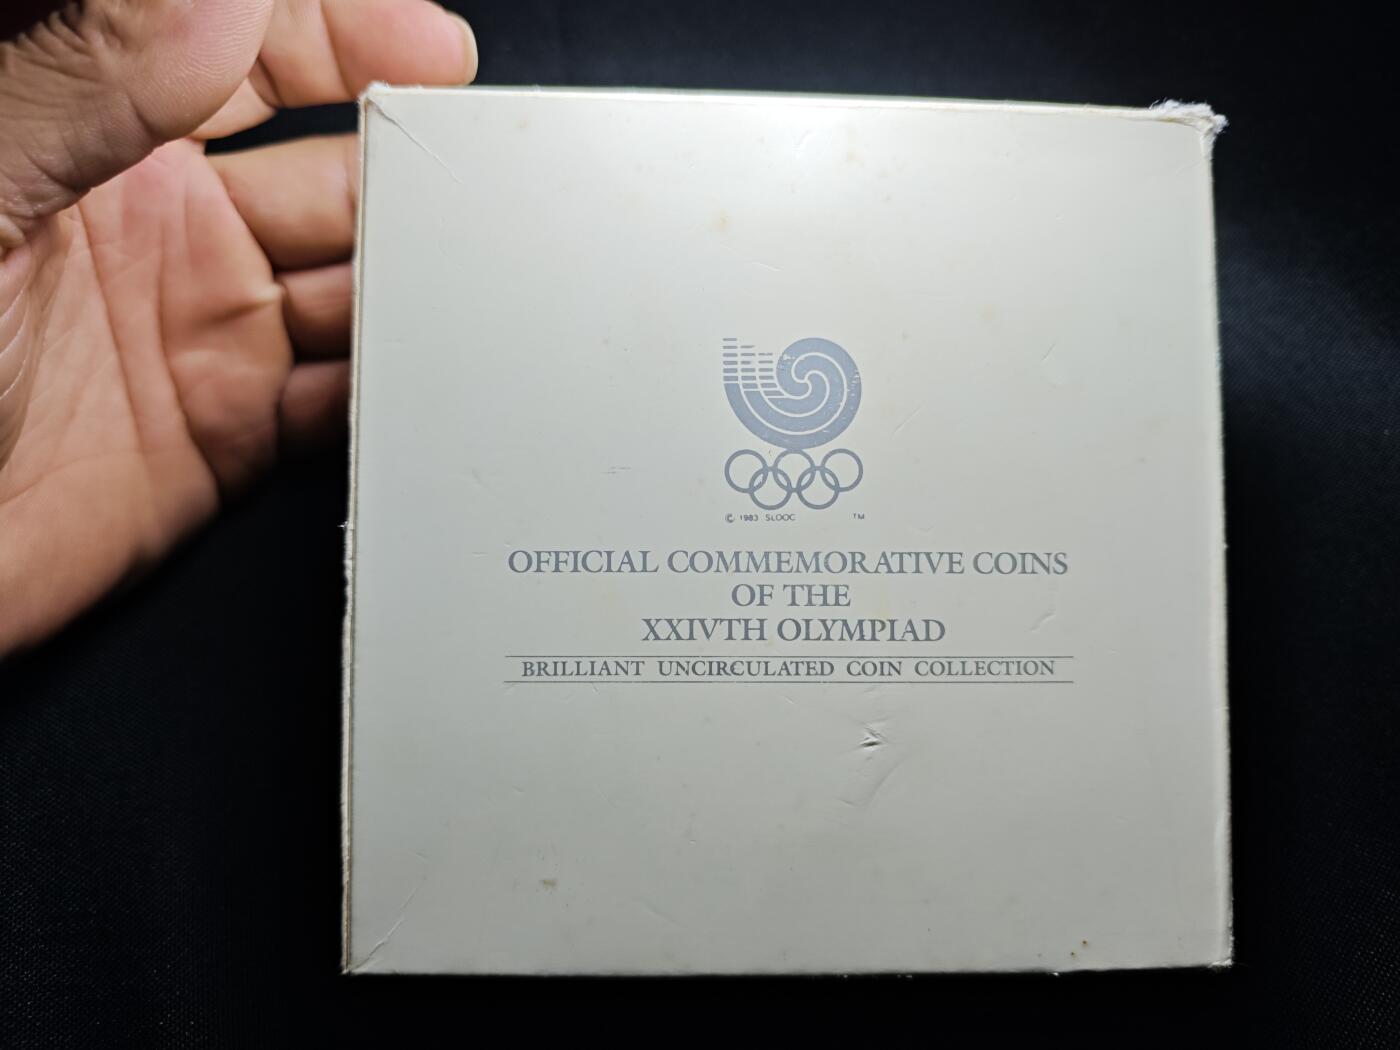 © 1983 SLOOC TM
OFFICIAL COMMEMORATIVE COINS
OF THE
XXIVTH OLYMPIAD
BRILLIANT UNCIRCULATED COIN COLLECTION